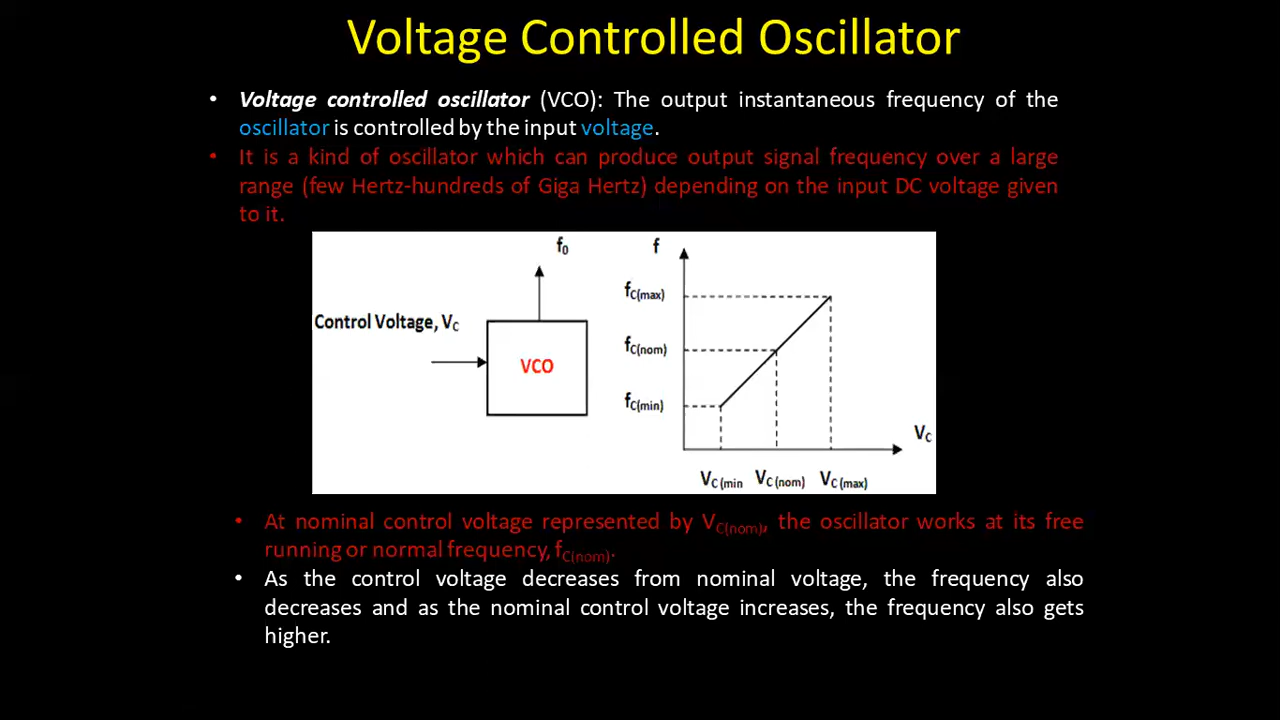 Voltage Controlled Oscillator
• Voltage controlled oscillator (VCO): The output instantaneous frequency of the
oscillator is controlled by the input voltage.
• It is a kind of oscillator which can produce output signal frequency over a large
range (few Hertz-hundreds of Giga Hertz) depending on the input DC voltage given
to it.
f0
Control Voltage, VC
VCO
f
fC(max)
fC(nom)
fC(min)
VC
VC (min VC (nom) VC (max)
• At nominal control voltage represented by VC(nom), the oscillator works at its free
running or normal frequency, fC(nom).
• As the control voltage decreases from nominal voltage, the frequency also
decreases and as the nominal control voltage increases, the frequency also gets
higher.